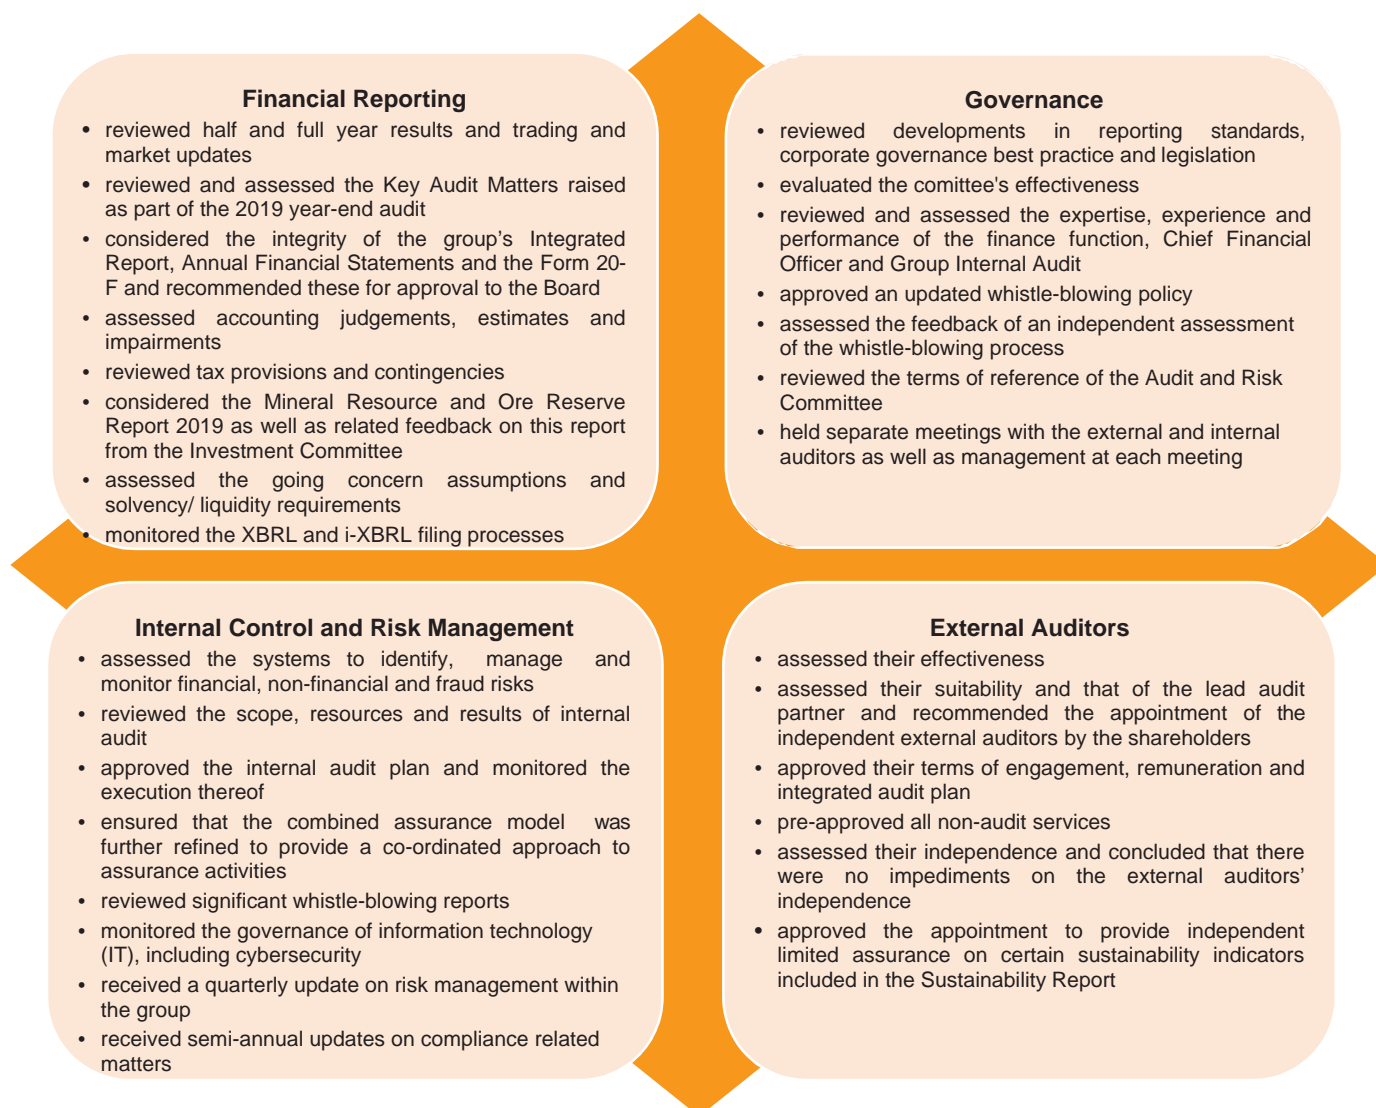 Financial Reporting
• reviewed half and full year results and trading and
market updates
• reviewed and assessed the Key Audit Matters raised
as part of the 2019 year-end audit
• considered the integrity of the group’s Integrated
Report, Annual Financial Statements and the Form 20-
F and recommended these for approval to the Board
• assessed accounting judgements, estimates and
impairments
• reviewed tax provisions and contingencies
• considered the Mineral Resource and Ore Reserve
Report 2019 as well as related feedback on this report
from the Investment Committee
• assessed the going concern assumptions and
solvency/ liquidity requirements
• monitored the XBRL and i-XBRL filing processes
Governance
• reviewed developments in reporting standards,
corporate governance best practice and legislation
• evaluated the comittee's effectiveness
• reviewed and assessed the expertise, experience and
performance of the finance function, Chief Financial
Officer and Group Internal Audit
• approved an updated whistle-blowing policy
• assessed the feedback of an independent assessment
of the whistle-blowing process
• reviewed the terms of reference of the Audit and Risk
Committee
• held separate meetings with the external and internal
auditors as well as management at each meeting
Internal Control and Risk Management
• assessed the systems to identify, manage and
monitor financial, non-financial and fraud risks
• reviewed the scope, resources and results of internal
audit
• approved the internal audit plan and monitored the
execution thereof
• ensured that the combined assurance model was
further refined to provide a co-ordinated approach to
assurance activities
• reviewed significant whistle-blowing reports
• monitored the governance of information technology
(IT), including cybersecurity
• received a quarterly update on risk management within
the group
• received semi-annual updates on compliance related
matters
External Auditors
• assessed their effectiveness
• assessed their suitability and that of the lead audit
partner and recommended the appointment of the
independent external auditors by the shareholders
• approved their terms of engagement, remuneration and
integrated audit plan
• pre-approved all non-audit services
• assessed their independence and concluded that there
were no impediments on the external auditors’
independence
• approved the appointment to provide independent
limited assurance on certain sustainability indicators
included in the Sustainability Report